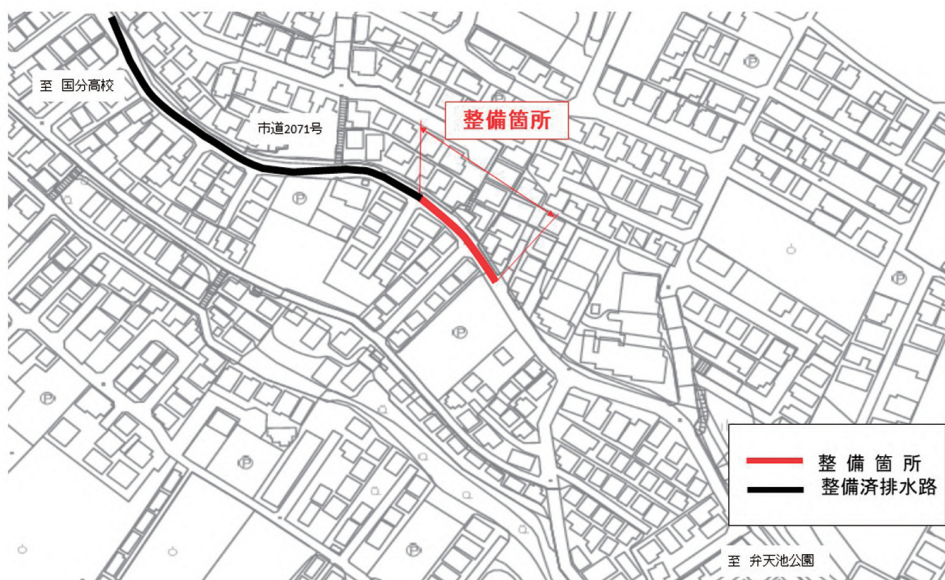 至 国分高校
市道2071号
整備箇所
整備箇所
整備済排水路
至 弁天池公園